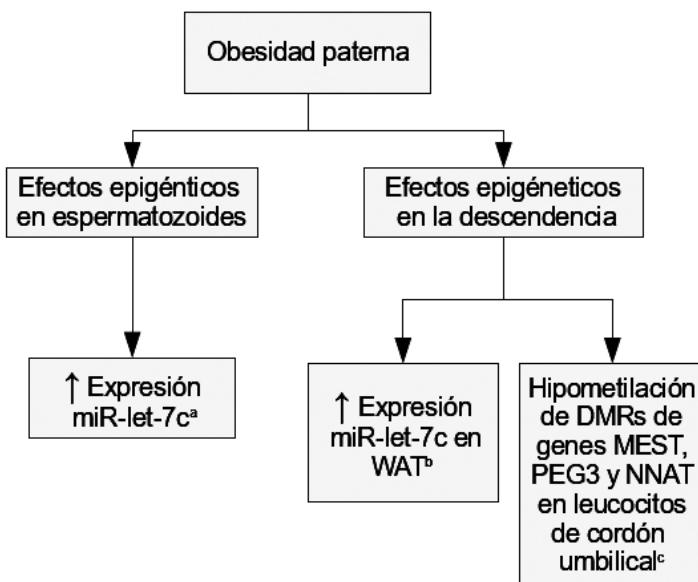 Obesidad paterna
Efectos epigénticos
en espermatozoides
Efectos epigéneticos
en la descendencia
↑ Expresión
miR-let-7cᵃ
↑ Expresión
miR-let-7c en
WATᵇ
Hipometilación
de DMRs de
genes MEST,
PEG3 y NNAT
en leucocitos
de cordón
umbilicalᶜ